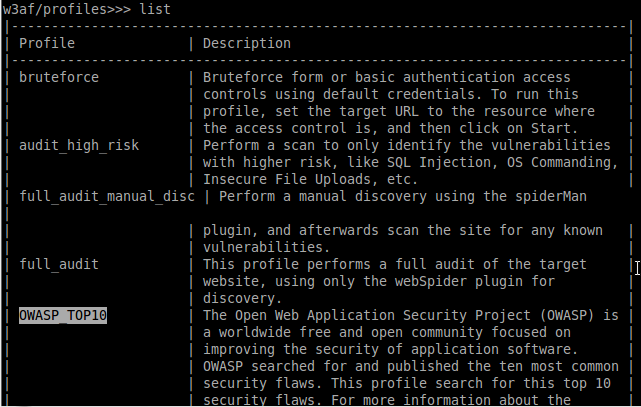 w3af/profiles>>> list
|----------------------------------------------------------------------------|
| Profile | Description |
|----------------------------------------------------------------------------|
| bruteforce | Bruteforce form or basic authentication access |
| | controls using default credentials. To run this |
| | profile, set the target URL to the resource where |
| | the access control is, and then click on Start. |
| audit_high_risk | Perform a scan to only identify the vulnerabilities |
| | with higher risk, like SQL Injection, OS Commanding, |
| | Insecure File Uploads, etc. |
| full_audit_manual_disc | Perform a manual discovery using the spiderMan
|
| | plugin, and afterwards scan the site for any known |
| | vulnerabilities. |
| full_audit | This profile performs a full audit of the target |
| | website, using only the webSpider plugin for |
| | discovery. |
| OWASP_TOP10 | The Open Web Application Security Project (OWASP) is |
| | a worldwide free and open community focused on |
| | improving the security of application software. |
| | OWASP searched for and published the ten most common |
| | security flaws. This profile search for this top 10 |
| | security flaws. For more information about the |